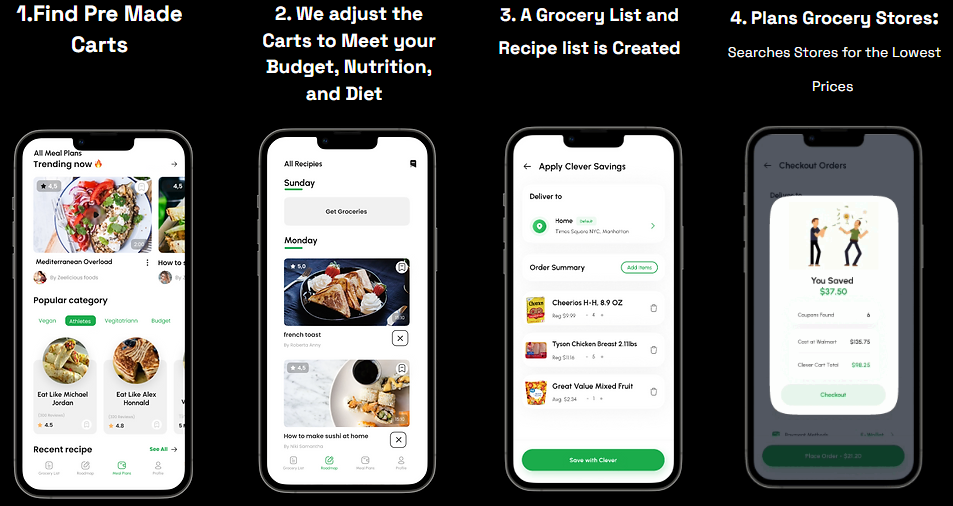 1.Find Pre Made
Carts
All Meal Plans
Trending now 🔥
4,5
4,5
2:00
Mediterranean Overload
How to s
By Zeelicious foods
By
Popular category
Vegan
Athletes
Vegitatriann
Budget
Eat Like Michael
Jordan
Eat Like Alex
Honnald
4.5
4.8
5 M
Recent recipe
See All
Grocery List
Roadmap
Meal Plans
Profile
2. We adjust the
Carts to Meet your
Budget, Nutrition,
and Diet
All Recipies
Sunday
Get Groceries
Monday
5,0
15:10
french toast
By Roberta Anny
4,5
How to make sushi at home
By Niki Samantha
Grocery List
Roadmap
Meal Plans
Profile
3. A Grocery List and
Recipe list is Created
Apply Clever Savings
Deliver to
Home
Default
Times Square NYC, Manhattan
Order Summary
Add items
Cheerios H-H, 8.9 OZ
Reg $9.99
- 4 +
Tyson Chicken Breast 2.11lbs
Reg $11.16
- 6 +
Great Value Mixed Fruit
Avg $2.34
- 1 +
Save with Clever
4. Plans Grocery Stores:
Searches Stores for the Lowest
Prices
Checkout Orders
Deliver to
You Saved
$37.50
Coupons Found
6
Cost at Walmart
$135.75
Clever Cart Total
$98.25
Checkout
Place Order - $21.20